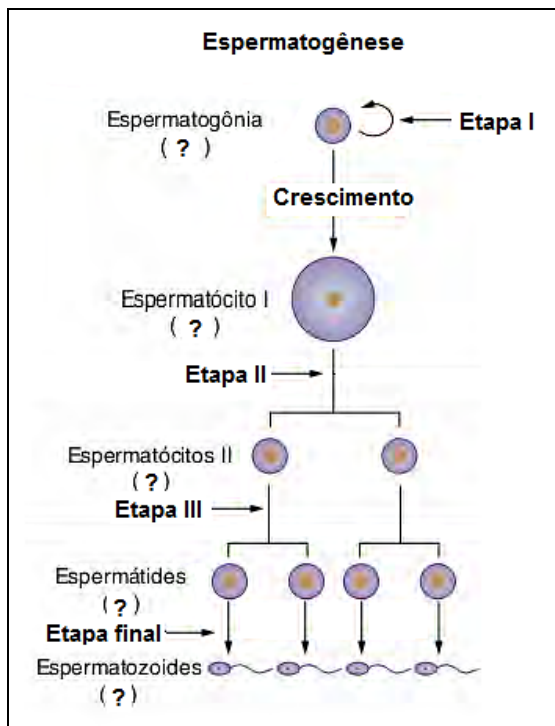 Espermatogênese
Espermatogônia
( ? )
Etapa I
Crescimento
Espermatócito I
( ? )
Etapa II
Espermatócitos II
( ? )
Etapa III
Espermátides
( ? )
Etapa final
Espermatozoides
( ? )